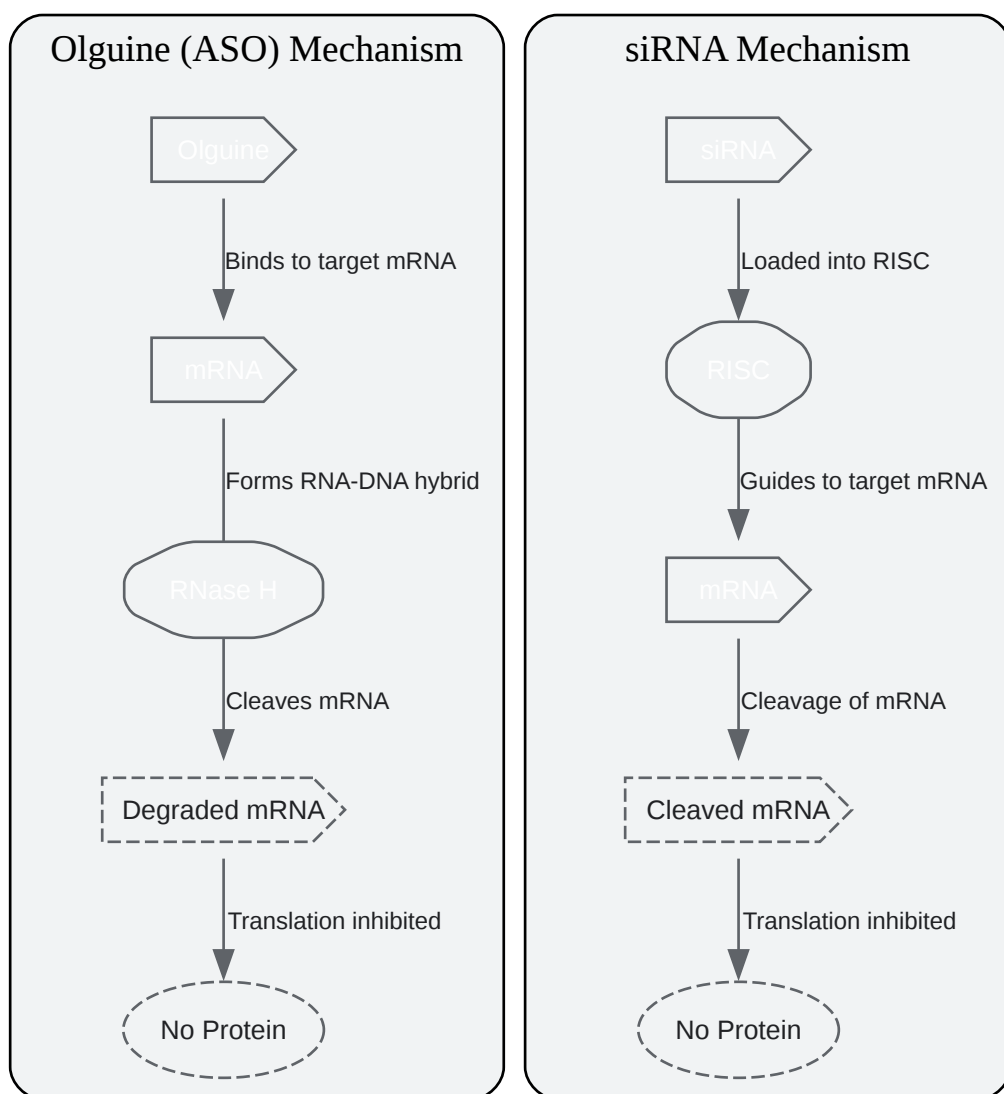 Olguine (ASO) Mechanism
Olguine
Binds to target mRNA
mRNA
Forms RNA-DNA hybrid
RNase H
Cleaves mRNA
Degraded mRNA
Translation inhibited
No Protein
siRNA Mechanism
siRNA
Loaded into RISC
RISC
Guides to target mRNA
mRNA
Cleavage of mRNA
Cleaved mRNA
Translation inhibited
No Protein